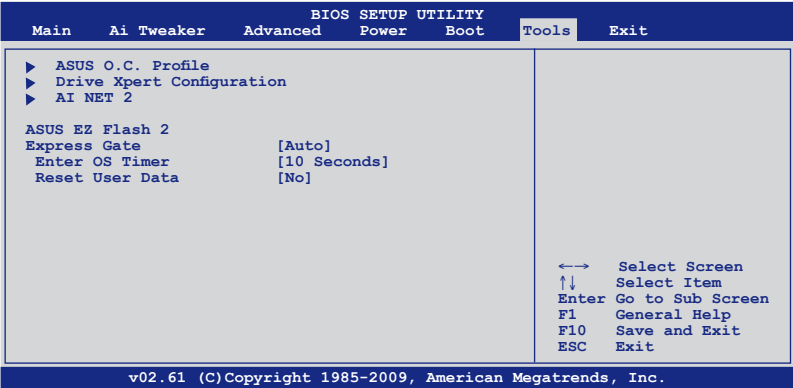 BIOS SETUP UTILITY
Main Ai Tweaker Advanced Power Boot Tools Exit
ASUS O.C. Profile
Drive Xpert Configuration
AI NET 2
ASUS EZ Flash 2
Express Gate [Auto]
Enter OS Timer [10 Seconds]
Reset User Data [No]
←→ Select Screen
↑↓ Select Item
Enter Go to Sub Screen
F1 General Help
F10 Save and Exit
ESC Exit
v02.61 (C)Copyright 1985-2009, American Megatrends, Inc.